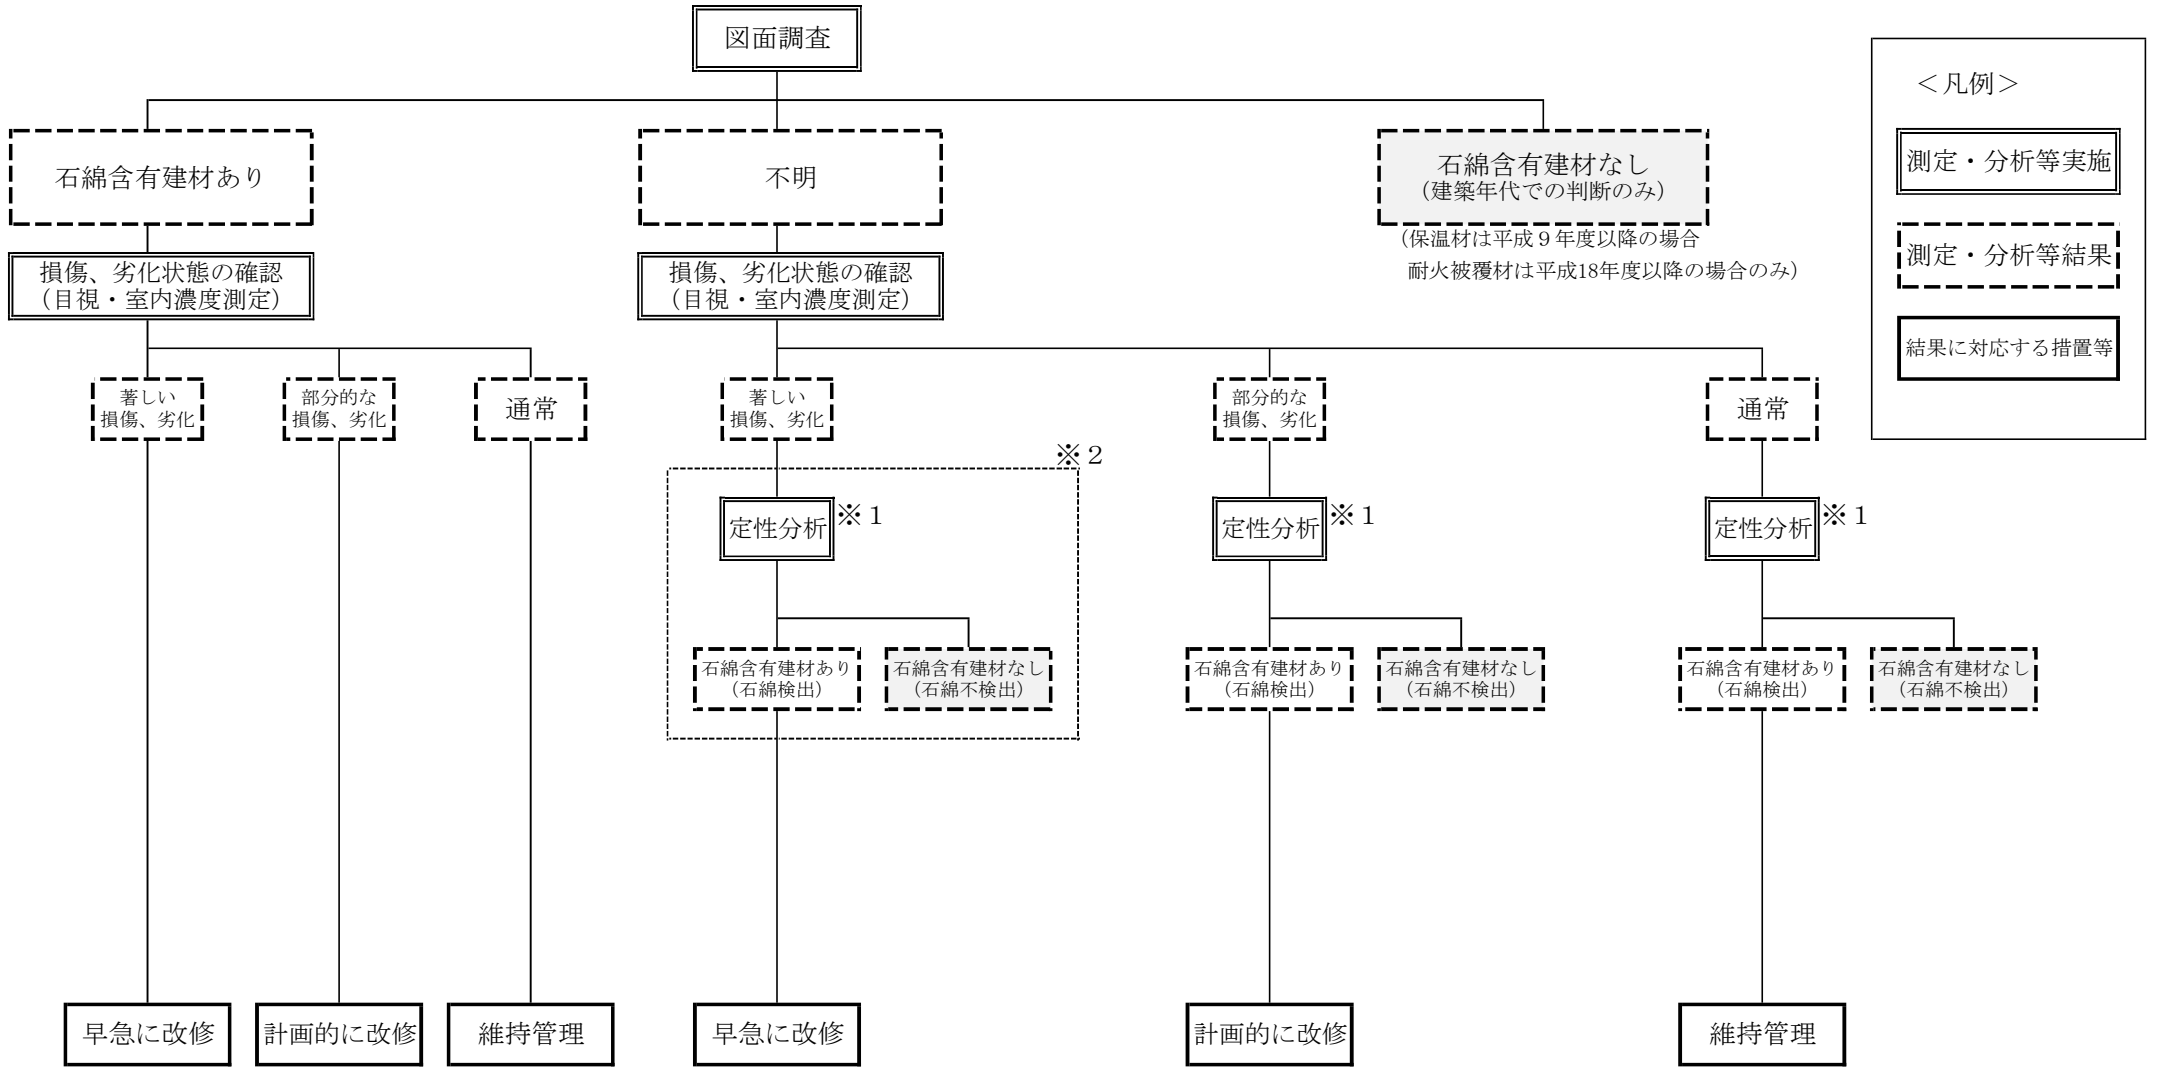 図面調査
＜凡例＞
測定・分析等実施
測定・分析等結果
結果に対応する措置等
石綿含有建材あり
不明
石綿含有建材なし
（建築年代での判断のみ）
（保温材は平成９年度以降の場合
耐火被覆材は平成18年度以降の場合のみ）
損傷、劣化状態の確認
（目視・室内濃度測定）
損傷、劣化状態の確認
（目視・室内濃度測定）
著しい
損傷、劣化
部分的な
損傷、劣化
通常
著しい
損傷、劣化
部分的な
損傷、劣化
通常
※２
定性分析
※１
定性分析
※１
定性分析
※１
石綿含有建材あり
（石綿検出）
石綿含有建材なし
（石綿不検出）
石綿含有建材あり
（石綿検出）
石綿含有建材なし
（石綿不検出）
石綿含有建材あり
（石綿検出）
石綿含有建材なし
（石綿不検出）
早急に改修
計画的に改修
維持管理
早急に改修
計画的に改修
維持管理